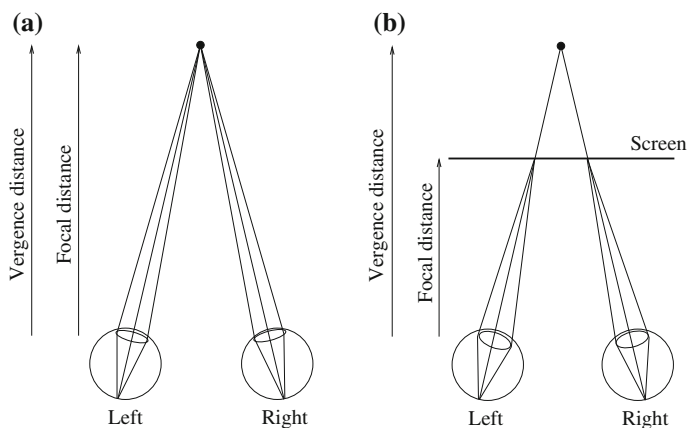 (a)
Vergence distance
Focal distance
Left
Right
(b)
Vergence distance
Focal distance
Screen
Left
Right